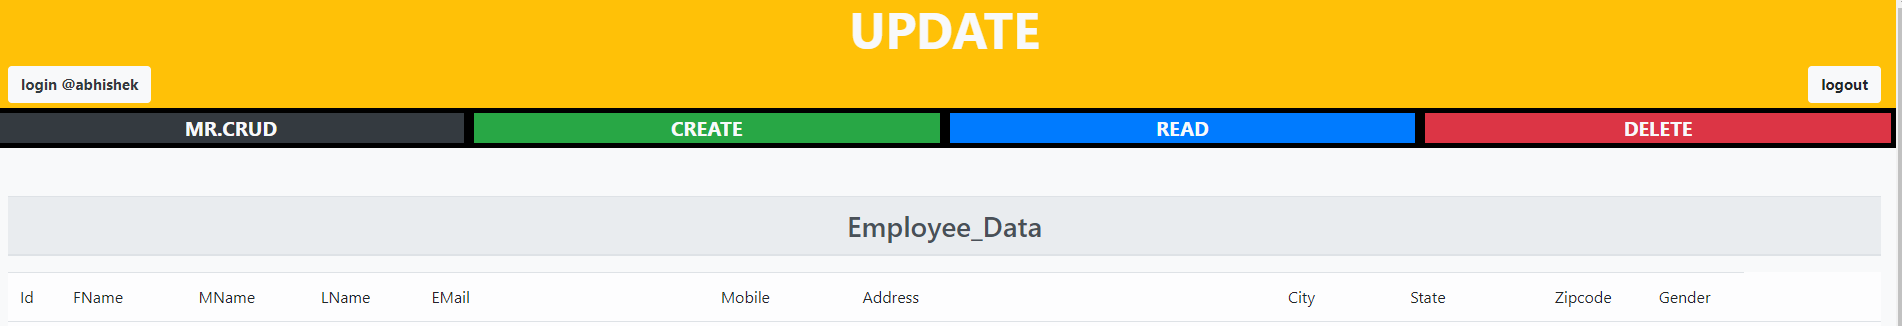 UPDATE
login @abhishek logout
MR.CRUD CREATE READ DELETE
Employee_Data
Id FName MName LName EMail Mobile Address City State Zipcode Gender